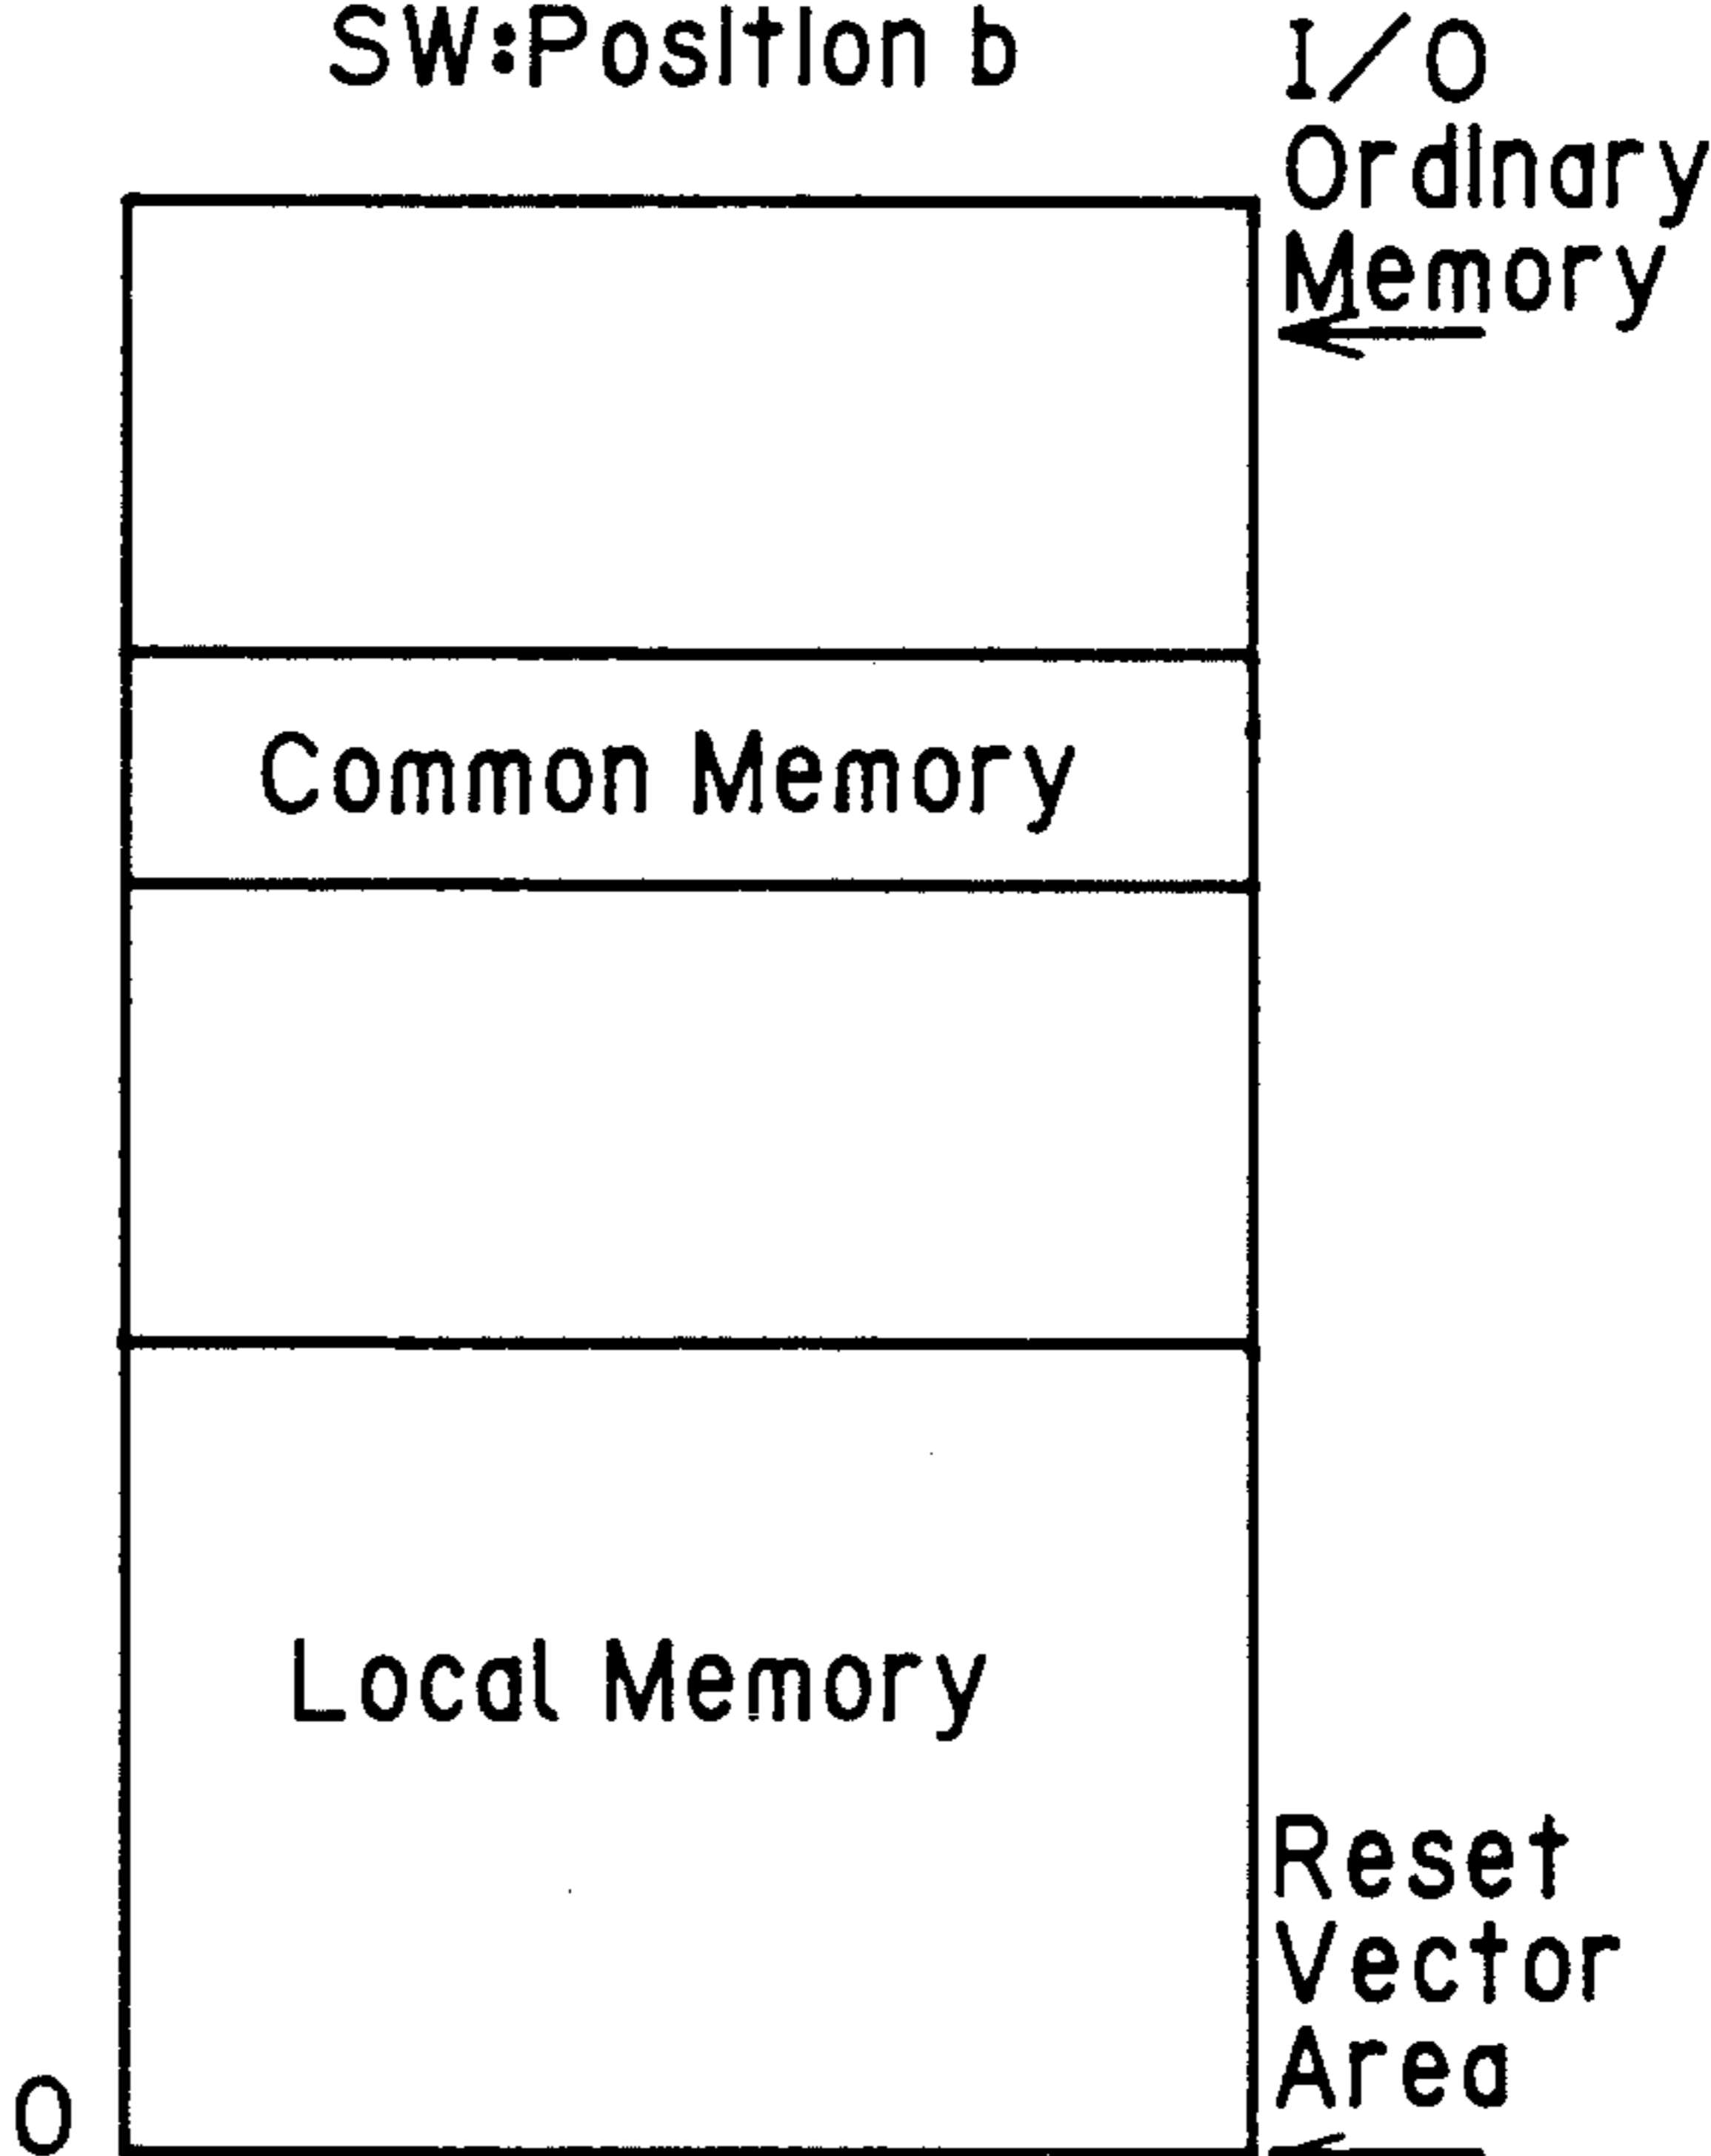 SW:Position b
I/O
Ordinary
Memory
Common Memory
Local Memory
Reset
Vector
Area
0